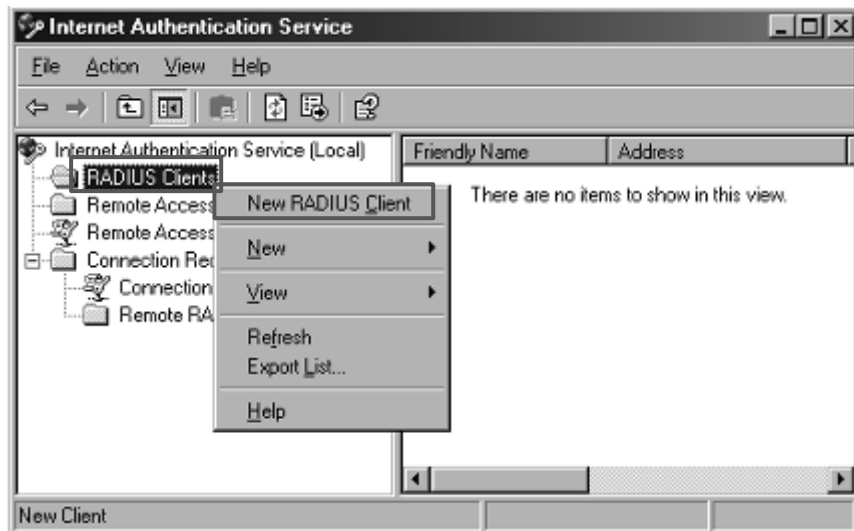 Internet Authentication Service
File Action View Help
Internet Authentication Service (Local)
RADIUS Clients
Remote Access
Remote Access
Connection Rec
Connection
Remote RA
Friendly Name Address
There are no items to show in this view.
New RADIUS Client
New
View
Refresh
Export List...
Help
New Client